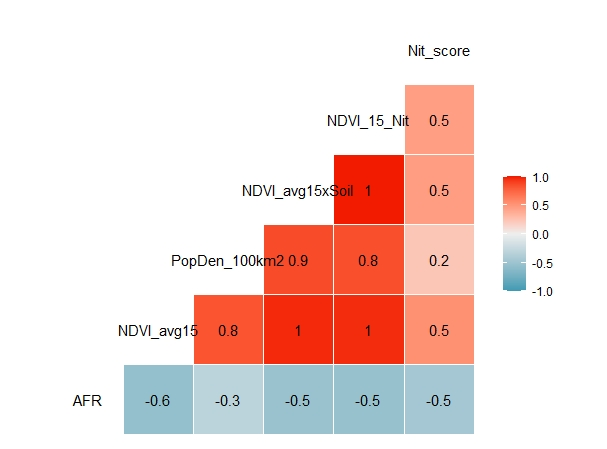 Nit_score
NDVI_15_Nit 0.5
NDVI_avg15xSoil 1 0.5
PopDen_100km2 0.9 0.8 0.2
NDVI_avg15 0.8 1 1 0.5
AFR -0.6 -0.3 -0.5 -0.5 -0.5
1.0
0.5
0.0
-0.5
-1.0